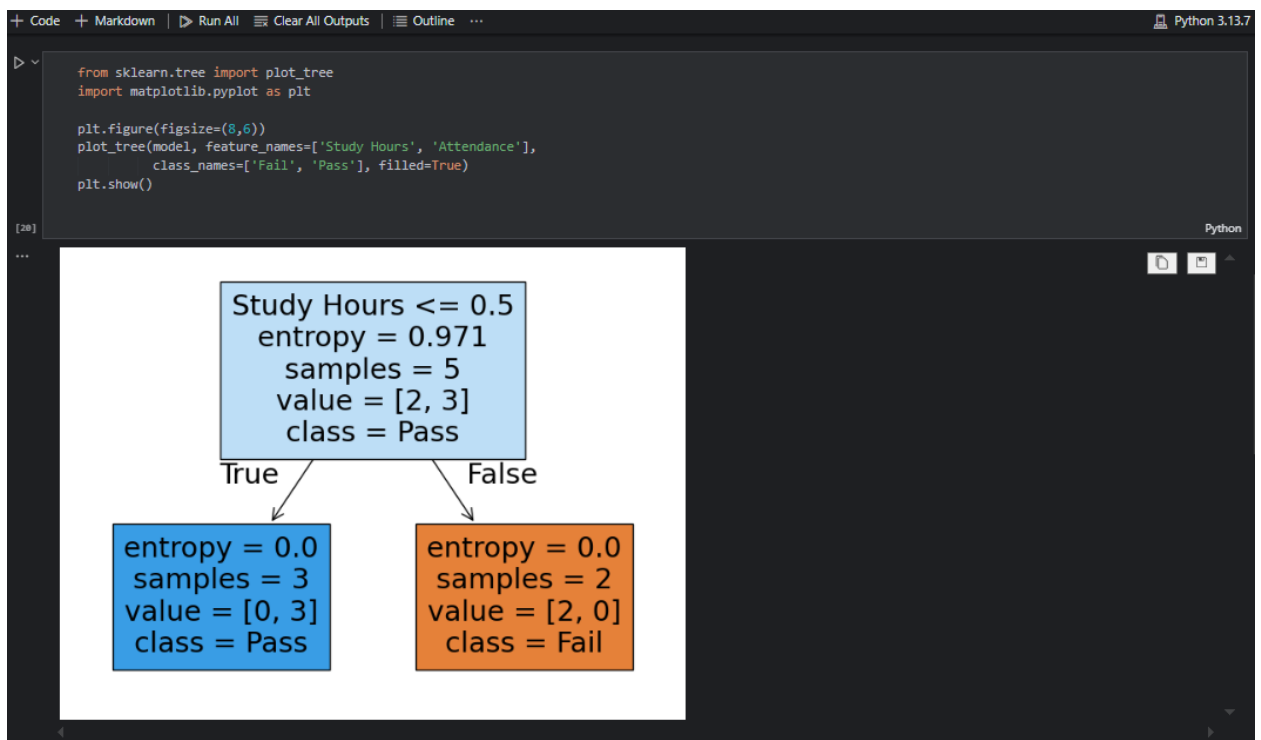 + Code + Markdown | Run All Clear All Outputs | Outline ... Python 3.13.7
from sklearn.tree import plot_tree
import matplotlib.pyplot as plt
plt.figure(figsize=(8,6))
plot_tree(model, feature_names=['Study Hours', 'Attendance'],
class_names=['Fail', 'Pass'], filled=True)
plt.show()
[20] Python
...
Study Hours <= 0.5
entropy = 0.971
samples = 5
value = [2, 3]
class = Pass
True False
entropy = 0.0
samples = 3
value = [0, 3]
class = Pass
entropy = 0.0
samples = 2
value = [2, 0]
class = Fail